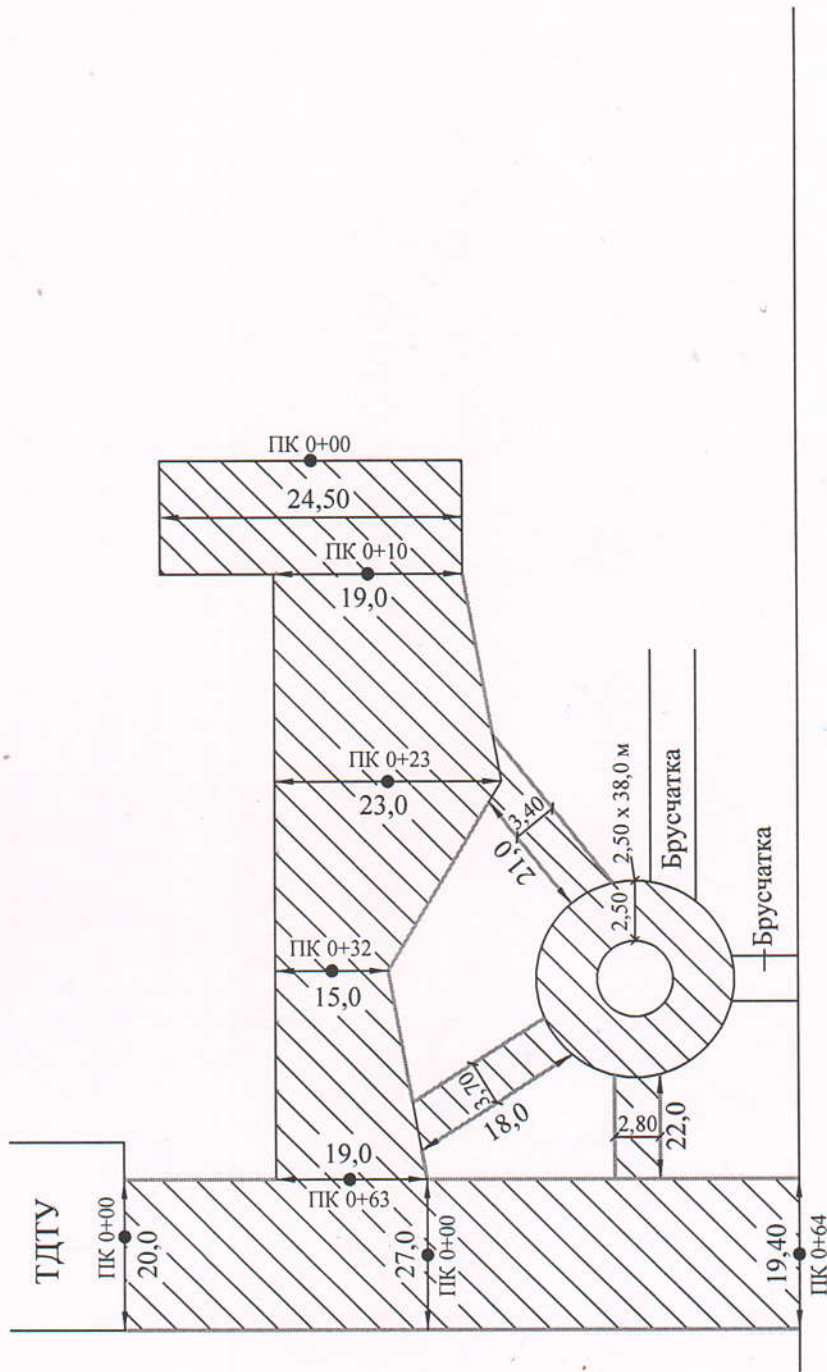 ПК 0+00
24,50
ПК 0+10
19,0
ПК 0+23
23,0
ПК 0+32
15,0
19,0
ПК 0+63
ТДТУ
ПК 0+00
20,0
27,0
ПК 0+00
19,40
ПК 0+64
3,40
21,0
3,70
18,0
2,80
22,0
2,50
2,50 x 38,0 м
Брусчатка
Брусчатка